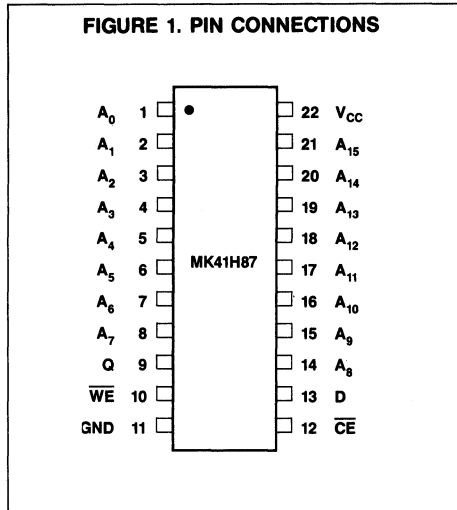 FIGURE 1. PIN CONNECTIONS
A0 1 22 VCC
A1 2 21 A15
A2 3 20 A14
A3 4 19 A13
A4 5 18 A12
A5 6 MK41H87 17 A11
A6 7 16 A10
A7 8 15 A9
Q 9 14 A8
WE 10 13 D
GND 11 12 CE